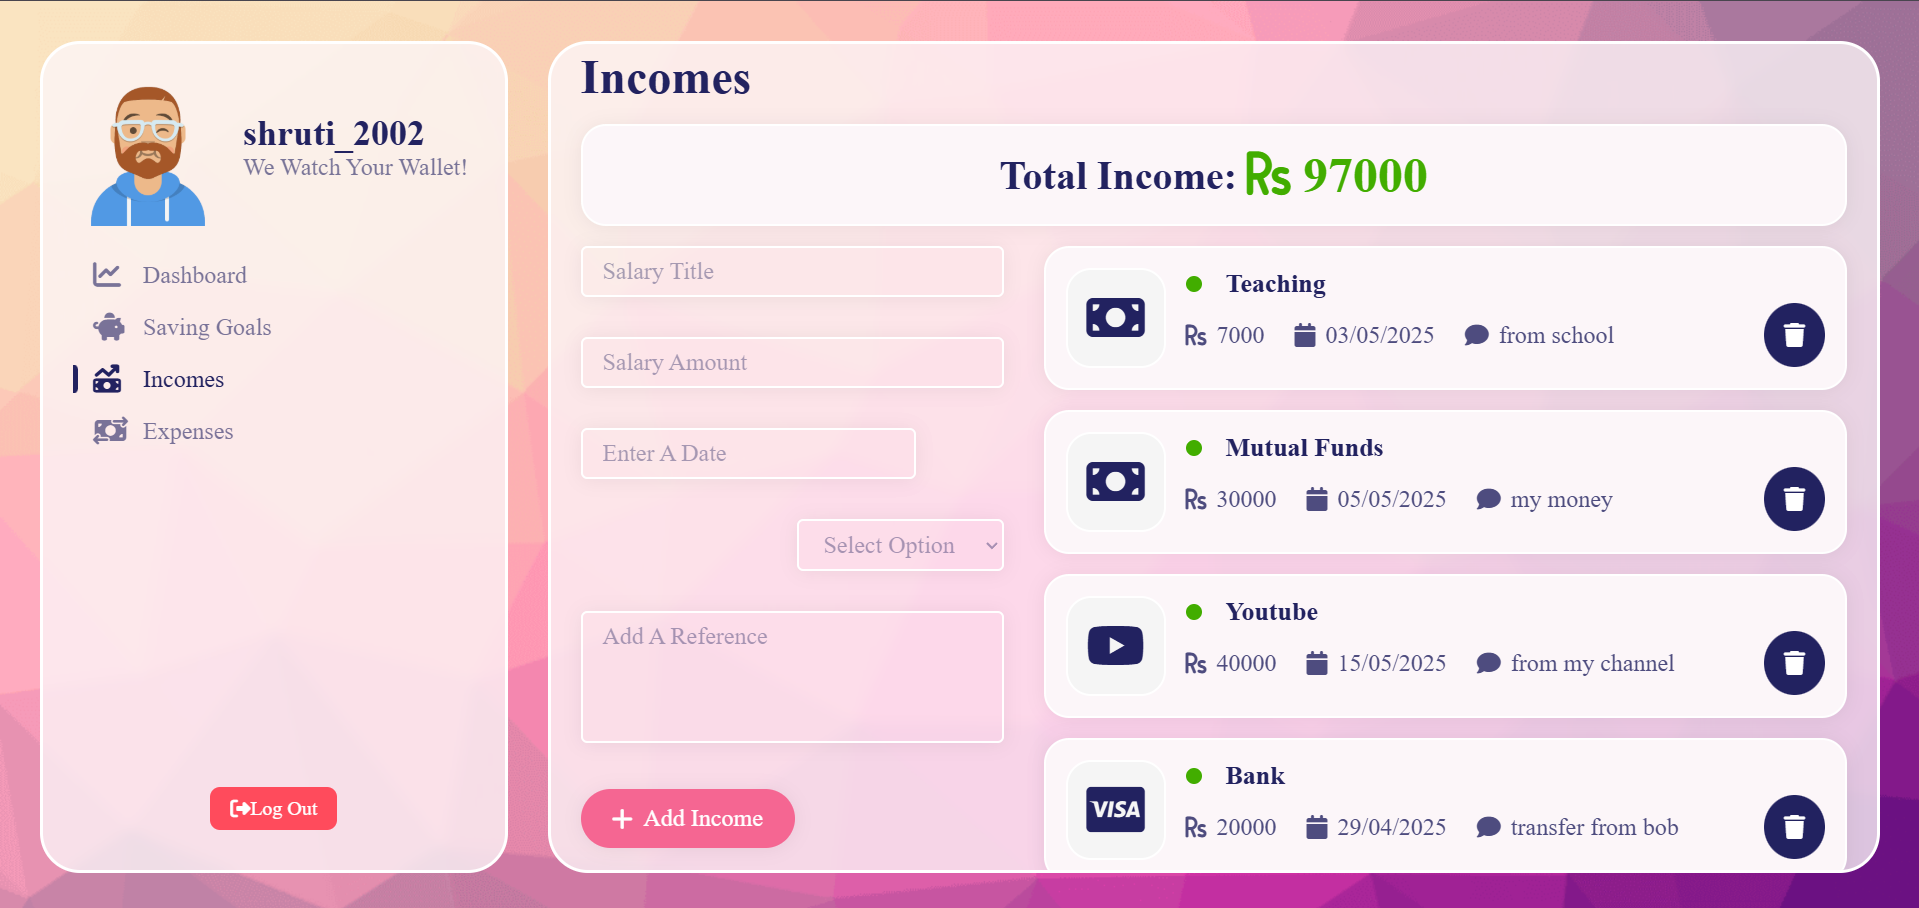 shruti_2002
We Watch Your Wallet!
Dashboard
Saving Goals
Incomes
Expenses
Log Out
Incomes
Total Income: Rs 97000
Salary Title
Salary Amount
Enter A Date
Select Option
Add A Reference
Add Income
Teaching
Rs 7000 03/05/2025 from school
Mutual Funds
Rs 30000 05/05/2025 my money
Youtube
Rs 40000 15/05/2025 from my channel
VISA
Bank
Rs 20000 29/04/2025 transfer from bob